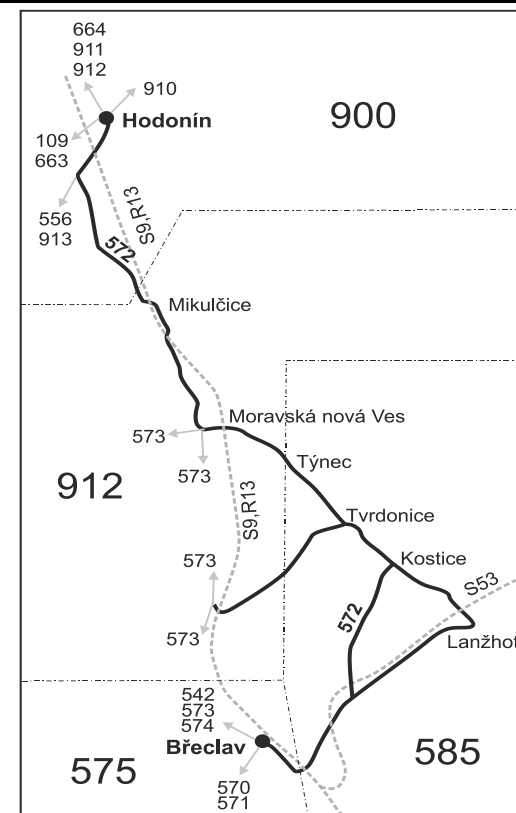 664
911
912
910
Hodonín
900
109
663
556
913
S9,R13
572
Mikulčice
Moravská nová Ves
573
573
Týnec
912
S9,R13
Tvrdonice
573
Kostice
S53
572
573
Lanžhof
542
573
574
Břeclav
585
575
570
571